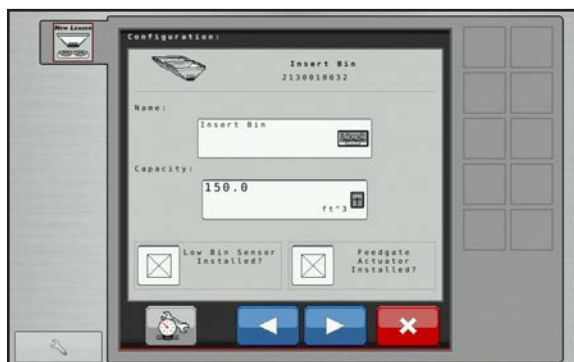 New Leader
Configuration:
Insert Bin
2130010032
Name:
Insert Bin
Capacity:
150.0
ft^3
Low Bin Sensor
Installed?
Feedgate
Actuator
Installed?